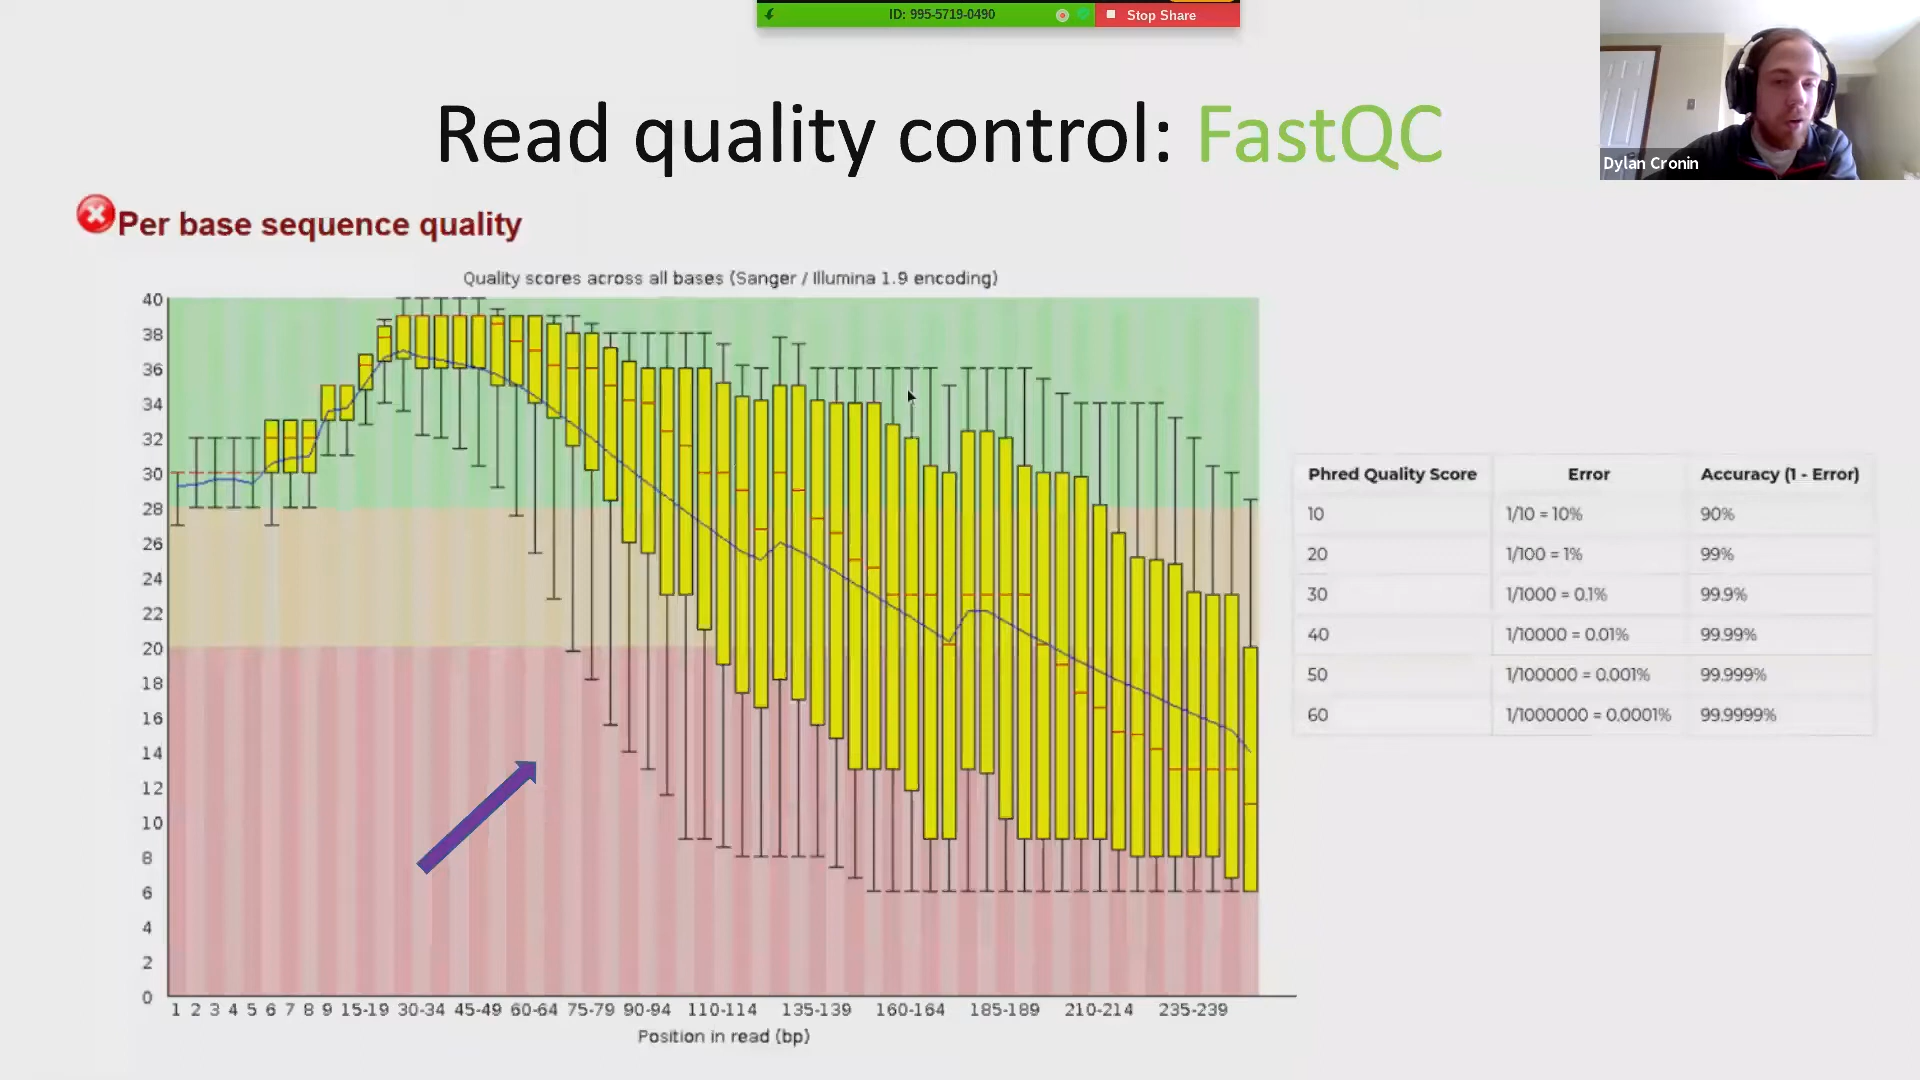 ID: 995-5719-0490
Stop Share
Read quality control: FastQC
Dylan Cronin
Per base sequence quality
Quality scores across all bases (Sanger / Illumina 1.9 encoding)
40
38
36
34
32
30
28
26
24
22
20
18
16
14
12
10
8
6
4
2
0
1 2 3 4 5 6 7 8 9 15-19 30-34 45-49 60-64 75-79 90-94 110-114 135-139 160-164 185-189 210-214 235-239
Position in read (bp)
Phred Quality Score Error Accuracy (1 - Error)
10 1/10 = 10% 90%
20 1/100 = 1% 99%
30 1/1000 = 0.1% 99.9%
40 1/10000 = 0.01% 99.99%
50 1/100000 = 0.001% 99.999%
60 1/1000000 = 0.0001% 99.9999%